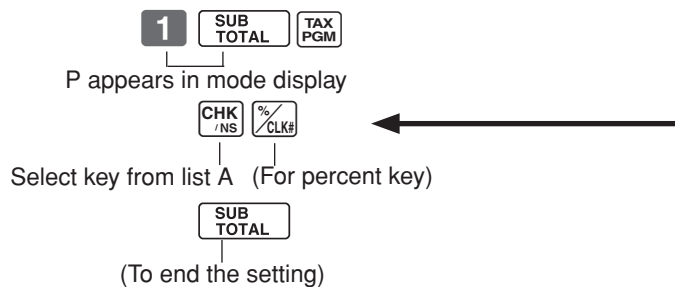 1 SUB TOTAL TAX PGM
P appears in mode display
CHK /NS %/CLK#
Select key from list A (For percent key)
SUB TOTAL
(To end the setting)